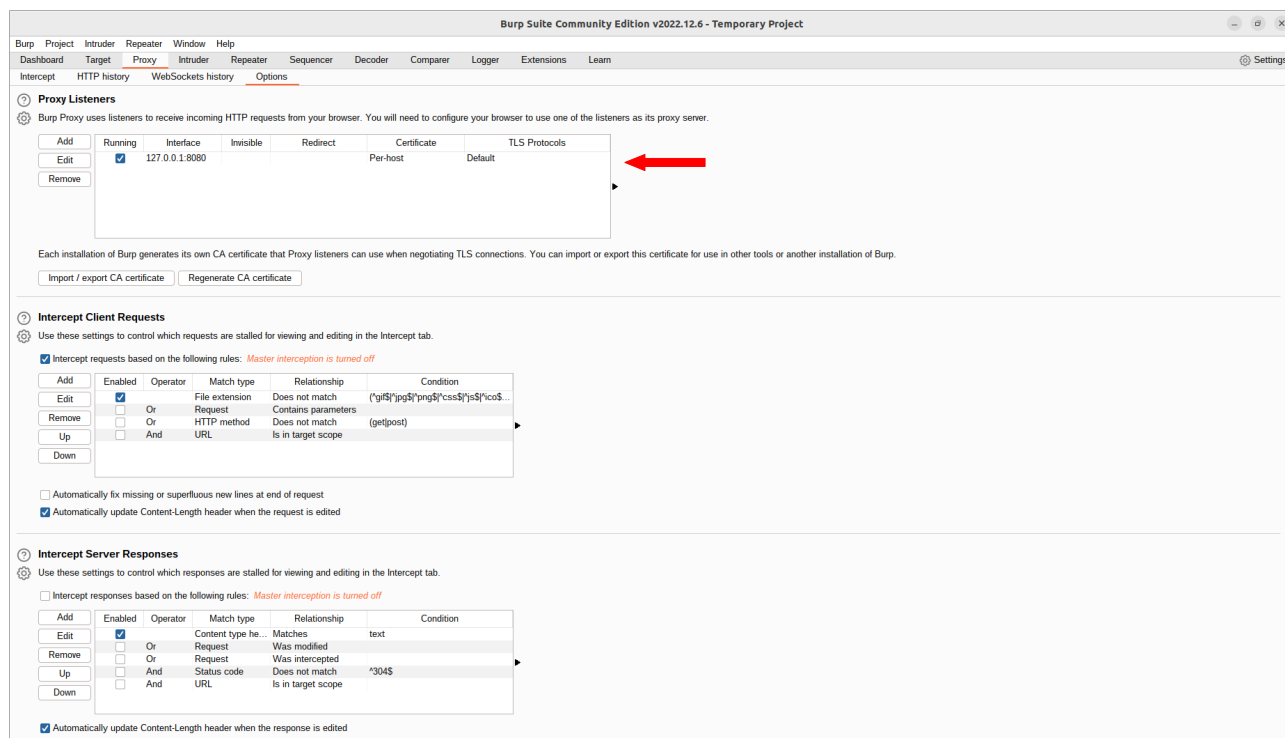 Burp Suite Community Edition v2022.12.6 - Temporary Project
Burp Project Intruder Repeater Window Help
Dashboard Target Proxy Intruder Repeater Sequencer Decoder Comparer Logger Extensions Learn Settings
Intercept HTTP history WebSockets history Options
Proxy Listeners
Burp Proxy uses listeners to receive incoming HTTP requests from your browser. You will need to configure your browser to use one of the listeners as its proxy server.
Add
Edit
Remove
Running Interface Invisible Redirect Certificate TLS Protocols
127.0.0.1:8080 Per-host Default
Each installation of Burp generates its own CA certificate that Proxy listeners can use when negotiating TLS connections. You can import or export this certificate for use in other tools or another installation of Burp.
Import / export CA certificate Regenerate CA certificate
Intercept Client Requests
Use these settings to control which requests are stalled for viewing and editing in the Intercept tab.
Intercept requests based on the following rules: Master interception is turned off
Add
Edit
Remove
Up
Down
Enabled Operator Match type Relationship Condition
File extension Does not match (^gif$|^jpg$|^png$|^css$|^js$|^ico$...
Or Request Contains parameters
Or HTTP method Does not match (get|post)
And URL Is in target scope
Automatically fix missing or superfluous new lines at end of request
Automatically update Content-Length header when the request is edited
Intercept Server Responses
Use these settings to control which responses are stalled for viewing and editing in the Intercept tab.
Intercept responses based on the following rules: Master interception is turned off
Add
Edit
Remove
Up
Down
Enabled Operator Match type Relationship Condition
Content type he... Matches text
Or Request Was modified
Or Request Was intercepted
And Status code Does not match ^304$
And URL Is in target scope
Automatically update Content-Length header when the response is edited